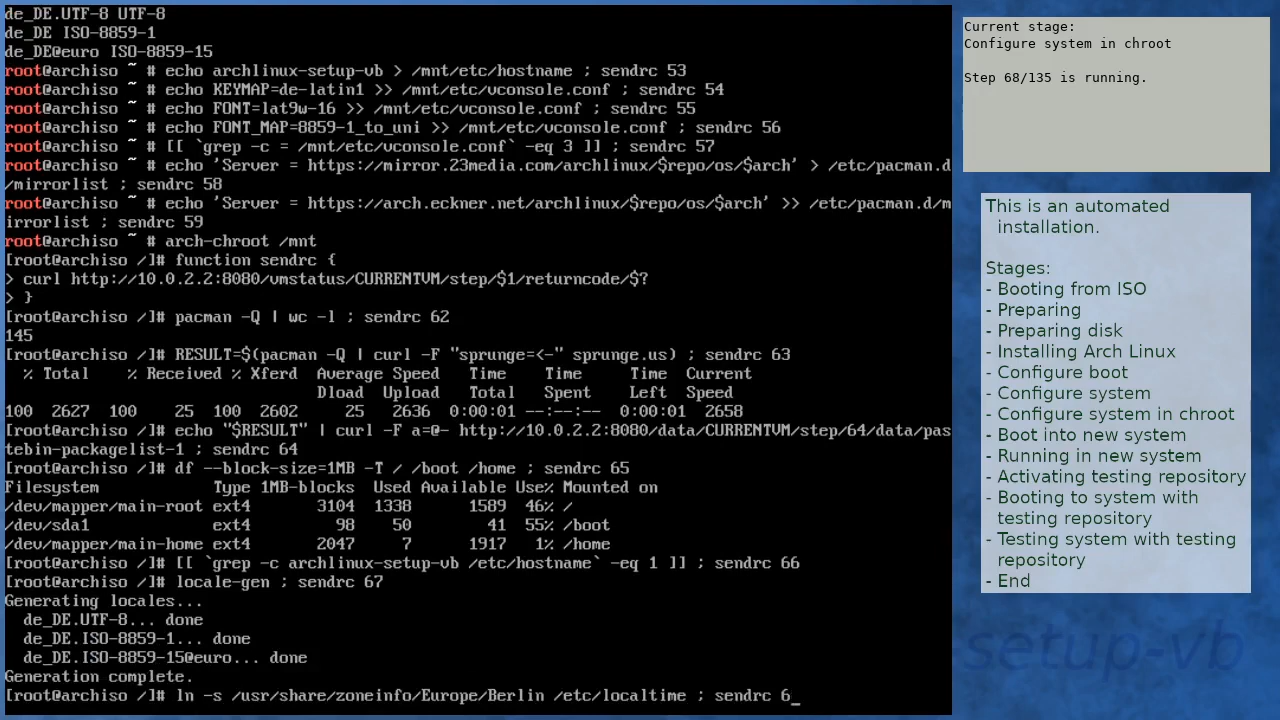 de_DE.UTF-8 UTF-8
de_DE ISO-8859-1
de_DE@euro ISO-8859-15
root@archiso ~ # echo archlinux-setup-vb > /mnt/etc/hostname ; sendrc 53
root@archiso ~ # echo KEYMAP=de-latin1 >> /mnt/etc/vconsole.conf ; sendrc 54
root@archiso ~ # echo FONT=lat9w-16 >> /mnt/etc/vconsole.conf ; sendrc 55
root@archiso ~ # echo FONT_MAP=8859-1_to_uni >> /mnt/etc/vconsole.conf ; sendrc 56
root@archiso ~ # [[ `grep -c = /mnt/etc/vconsole.conf` -eq 3 ]] ; sendrc 57
root@archiso ~ # echo 'Server = https://mirror.23media.com/archlinux/$repo/os/$arch' > /etc/pacman.d
/mirrorlist ; sendrc 58
root@archiso ~ # echo 'Server = https://arch.eckner.net/archlinux/$repo/os/$arch' >> /etc/pacman.d/m
irrorlist ; sendrc 59
root@archiso ~ # arch-chroot /mnt
[root@archiso /]# function sendrc {
> curl http://10.0.2.2:8080/vmstatus/CURRENTVM/step/$1/returncode/$?
> }
[root@archiso /]# pacman -Q | wc -l ; sendrc 62
145
[root@archiso /]# RESULT=$(pacman -Q | curl -F "sprunge=<-" sprunge.us) ; sendrc 63
  % Total    % Received % Xferd  Average Speed   Time    Time     Time  Current
                                 Dload  Upload   Total   Spent    Left  Speed
100  2627  100    25  100  2602     25   2636  0:00:01 --:--:--  0:00:01  2658
[root@archiso /]# echo "$RESULT" | curl -F a=@- http://10.0.2.2:8080/data/CURRENTVM/step/64/data/pas
tebin-packagelist-1 ; sendrc 64
[root@archiso /]# df --block-size=1MB -T / /boot /home ; sendrc 65
Filesystem            Type 1MB-blocks  Used Available Use% Mounted on
/dev/mapper/main-root ext4       3104  1338      1589  46% /
/dev/sda1             ext4         98    50        41  55% /boot
/dev/mapper/main-home ext4       2047     7      1917   1% /home
[root@archiso /]# [[ `grep -c archlinux-setup-vb /etc/hostname` -eq 1 ]] ; sendrc 66
[root@archiso /]# locale-gen ; sendrc 67
Generating locales...
  de_DE.UTF-8... done
  de_DE.ISO-8859-1... done
  de_DE.ISO-8859-15@euro... done
Generation complete.
[root@archiso /]# ln -s /usr/share/zoneinfo/Europe/Berlin /etc/localtime ; sendrc 6_
Current stage:
Configure system in chroot
Step 68/135 is running.
This is an automated
installation.
Stages:
- Booting from ISO
- Preparing
- Preparing disk
- Installing Arch Linux
- Configure boot
- Configure system
- Configure system in chroot
- Boot into new system
- Running in new system
- Activating testing repository
- Booting to system with
testing repository
- Testing system with testing
repository
- End
setup-vb